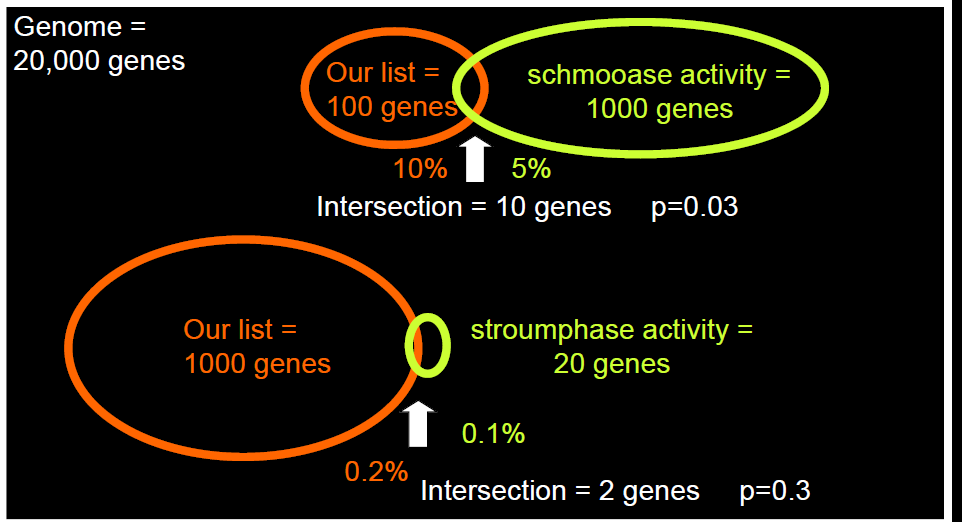 Genome =
20,000 genes
Our list =
100 genes
schmooase activity =
1000 genes
10%
5%
Intersection = 10 genes p=0.03
Our list =
1000 genes
stroumphase activity =
20 genes
0.1%
0.2%
Intersection = 2 genes p=0.3